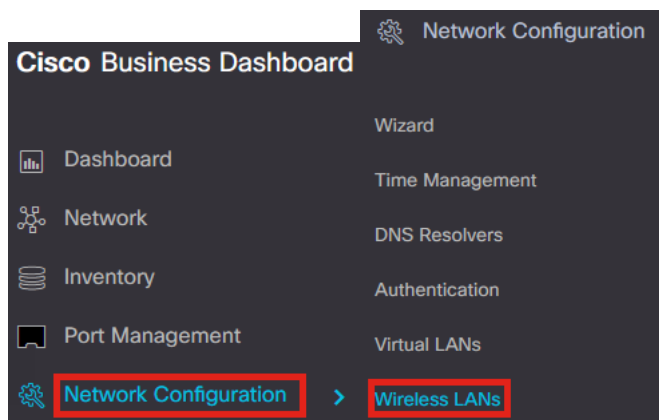 Cisco Business Dashboard
Dashboard
Network
Inventory
Port Management
Network Configuration
Network Configuration
Wizard
Time Management
DNS Resolvers
Authentication
Virtual LANs
Wireless LANs